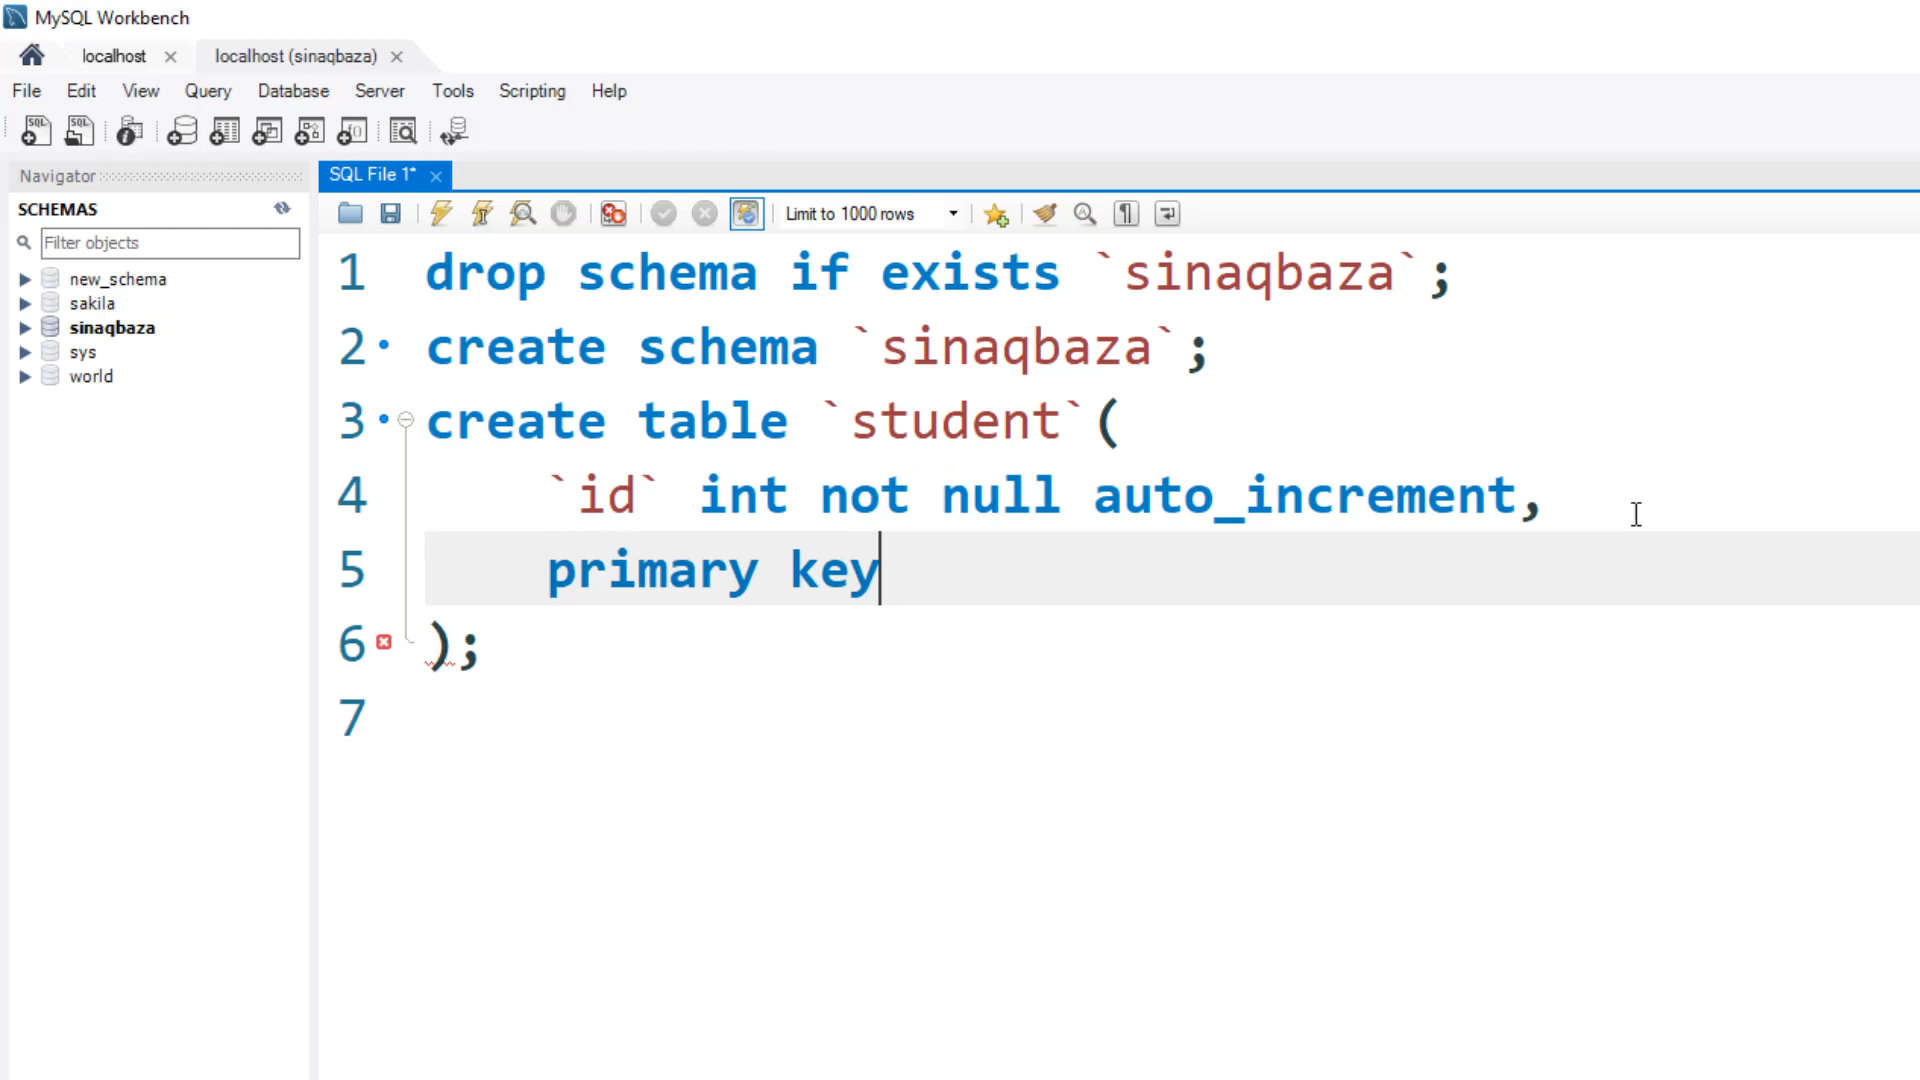 MySQL Workbench
localhost
localhost (sinaqbaza)
File Edit View Query Database Server Tools Scripting Help
Navigator
SQL File 1*
SCHEMAS
Limit to 1000 rows
Filter objects
new_schema
sakila
sinaqbaza
sys
world
1 drop schema if exists `sinaqbaza`;
2 create schema `sinaqbaza`;
3 create table `student`(
4 `id` int not null auto_increment,
5 primary key
6 );
7